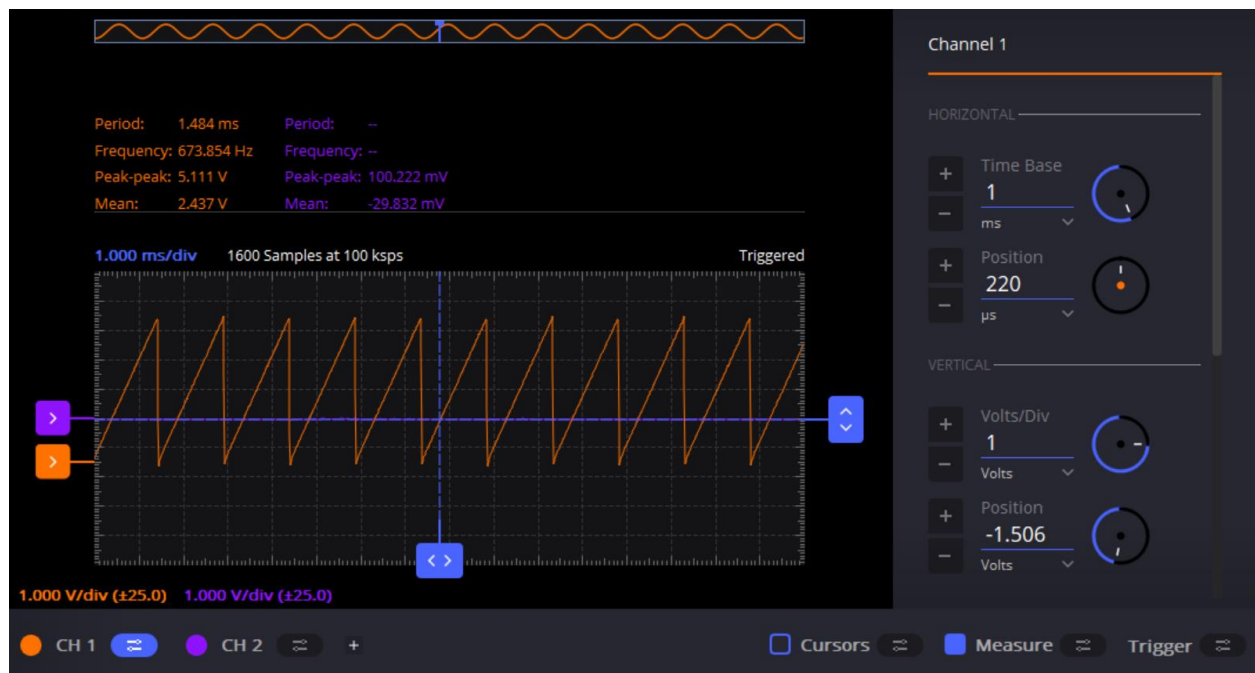 Channel 1
HORIZONTAL
Period: 1.484 ms Period: --
Frequency: 673.854 Hz Frequency: --
Peak-peak: 5.111 V Peak-peak: 100.222 mV
Mean: 2.437 V Mean: -29.832 mV
+ Time Base
1
- ms
1.000 ms/div 1600 Samples at 100 ksps Triggered
+ Position
220
- µs
VERTICAL
+ Volts/Div
1
- Volts
+ Position
-1.506
- Volts
1.000 V/div (±25.0) 1.000 V/div (±25.0)
CH 1 CH 2 + Cursors Measure Trigger